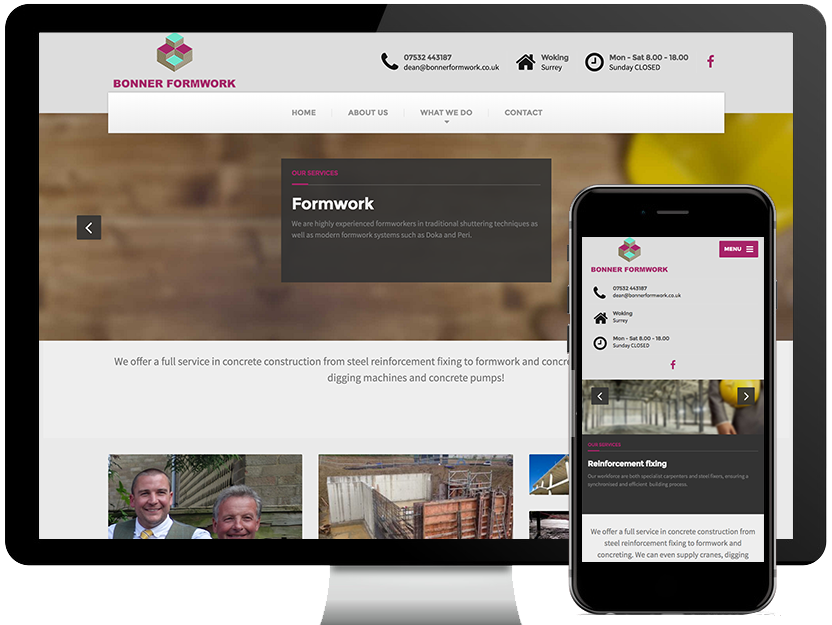 BONNER FORMWORK
07532 443187
dean@bonnerformwork.co.uk
Woking
Surrey
Mon - Sat 8.00 - 18.00
Sunday CLOSED
HOME
ABOUT US
WHAT WE DO
CONTACT
OUR SERVICES
Formwork
We are highly experienced formworkers in traditional shuttering techniques as
well as modern formwork systems such as Doka and Peri.
We offer a full service in concrete construction from steel reinforcement fixing to formwork and concre
digging machines and concrete pumps!
BONNER FORMWORK
MENU
07532 443187
dean@bonnerformwork.co.uk
Woking
Surrey
Mon - Sat 8.00 - 18.00
Sunday CLOSED
OUR SERVICES
Reinforcement fixing
Our workforce are both specialist carpenters and steel fixers, ensuring a
synchronised and efficient building process.
We offer a full service in concrete construction from
steel reinforcement fixing to formwork and
concreting. We can even supply cranes, digging